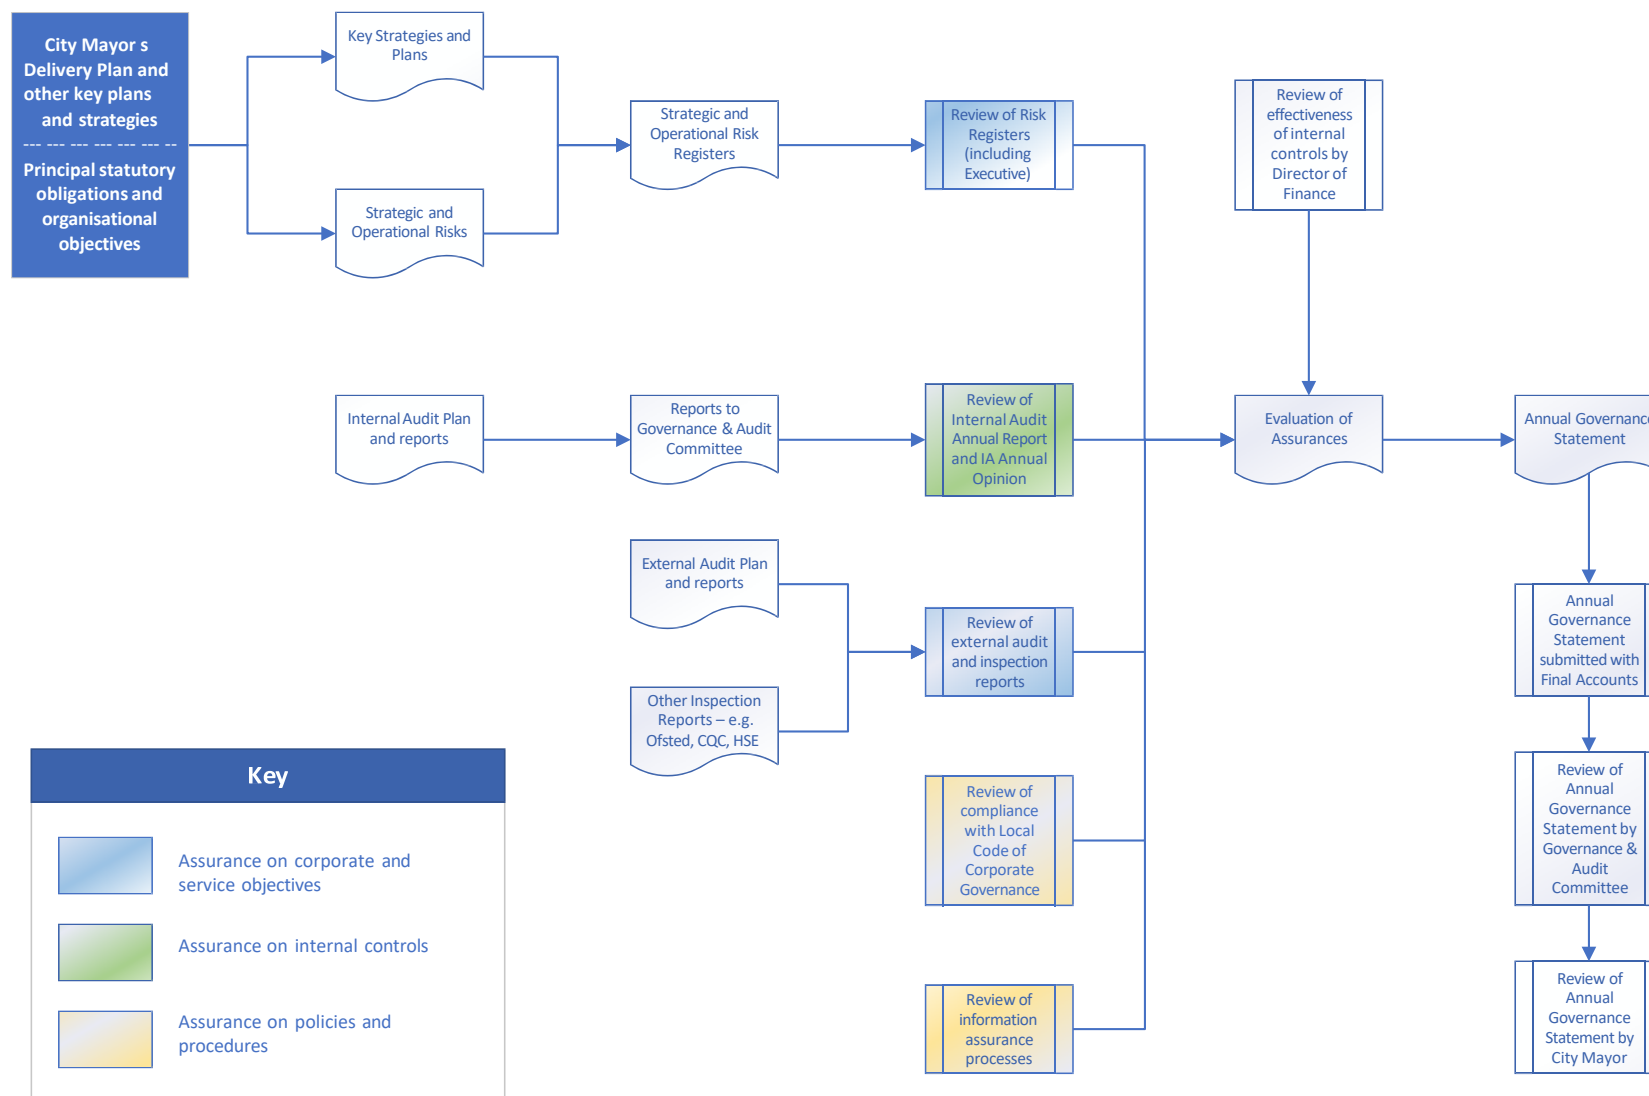 City Mayor s
Delivery Plan and
other key plans
and strategies
--- --- --- --- --- --- --
Principal statutory
obligations and
organisational
objectives
Key Strategies and
Plans
Strategic and
Operational Risks
Strategic and
Operational Risk
Registers
Review of Risk
Registers
(including
Executive)
Review of
effectiveness
of internal
controls by
Director of
Finance
Internal Audit Plan
and reports
Reports to
Governance & Audit
Committee
Review of
Internal Audit
Annual Report
and IA Annual
Opinion
Evaluation of
Assurances
Annual Governance
Statement
External Audit Plan
and reports
Other Inspection
Reports – e.g.
Ofsted, CQC, HSE
Review of
external audit
and inspection
reports
Annual
Governance
Statement
submitted with
Final Accounts
Review of
compliance
with Local
Code of
Corporate
Governance
Review of
Annual
Governance
Statement by
Governance &
Audit
Committee
Review of
information
assurance
processes
Review of
Annual
Governance
Statement by
City Mayor
Key
Assurance on corporate and
service objectives
Assurance on internal controls
Assurance on policies and
procedures